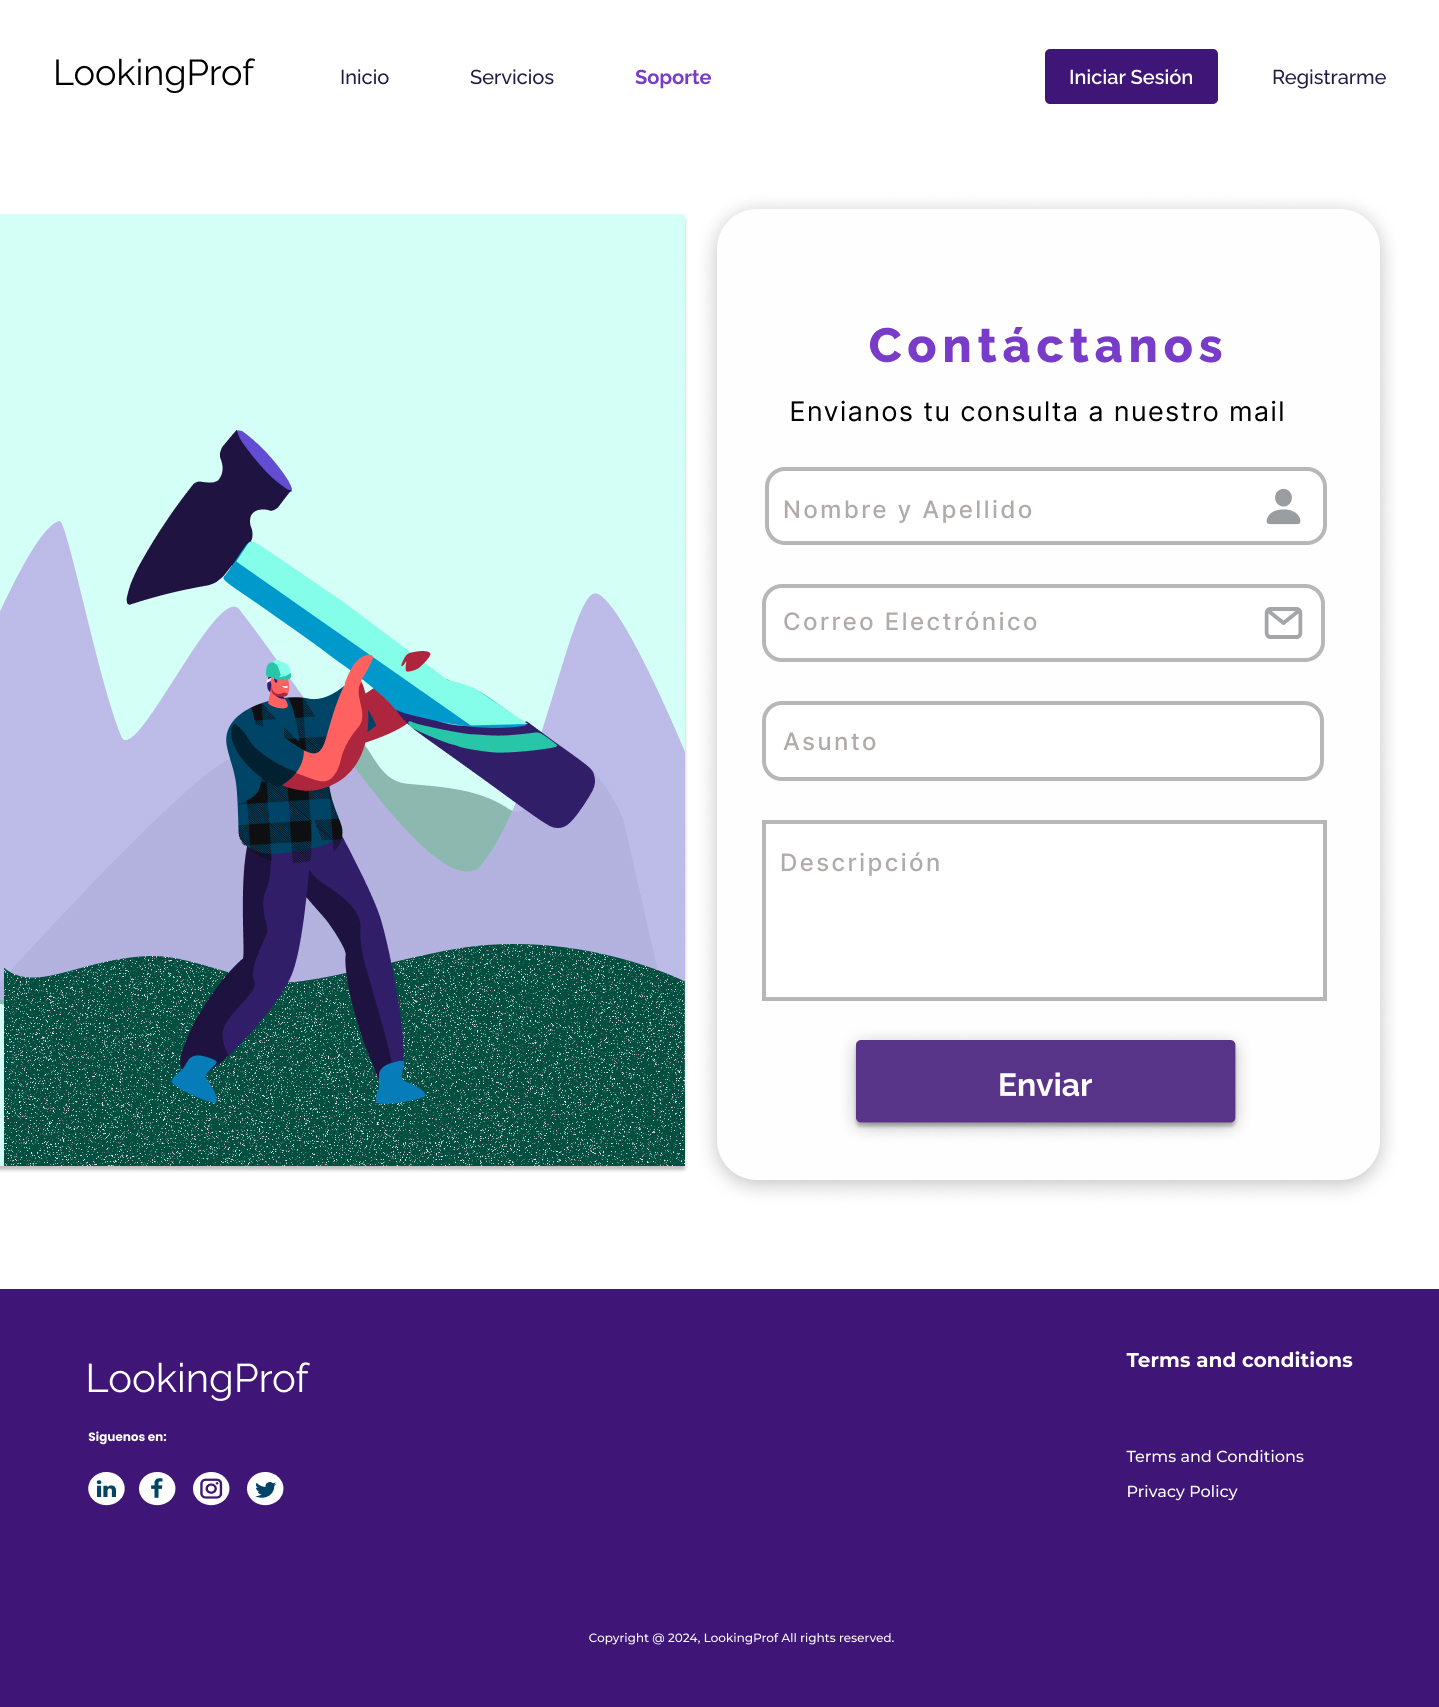 LookingProf
Inicio
Servicios
Soporte
Iniciar Sesión
Registrarme
Contáctanos
Envianos tu consulta a nuestro mail
Nombre y Apellido
Correo Electrónico
Asunto
Descripción
Enviar
LookingProf
Siguenos en:
Terms and conditions
Terms and Conditions
Privacy Policy
Copyright @ 2024, LookingProf All rights reserved.